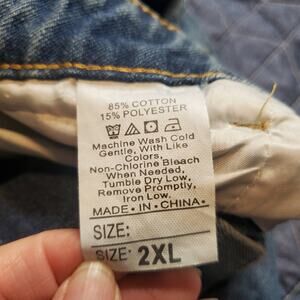 85% COTTON
15% POLYESTER
Machine Wash Cold
Gentle, With Like
Colors,
Non-Chlorine Bleach
When Needed,
Tumble Dry Low,
Remove Promptly,
Iron Low.
MADE • IN • CHINA •
SIZE:
SIZE: 2XL